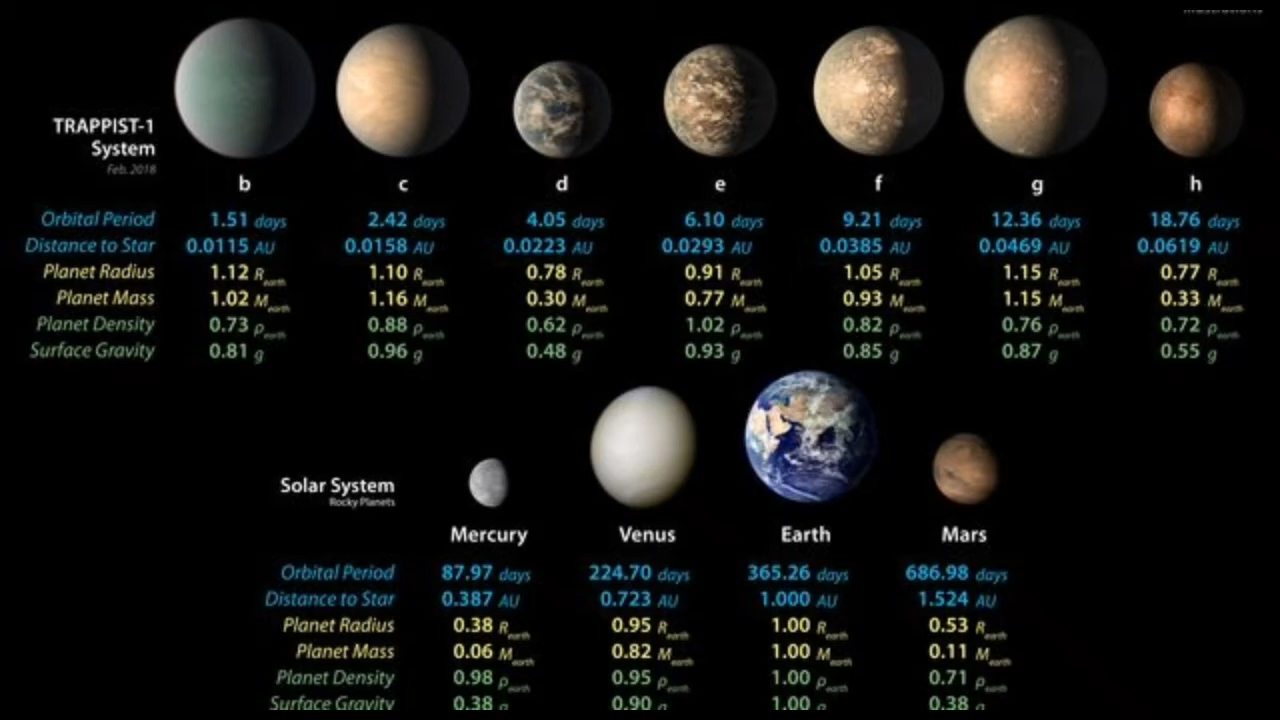 TRAPPIST-1
System
Feb. 2018
b c d e f g h
Orbital Period 1.51 days 2.42 days 4.05 days 6.10 days 9.21 days 12.36 days 18.76 days
Distance to Star 0.0115 AU 0.0158 AU 0.0223 AU 0.0293 AU 0.0385 AU 0.0469 AU 0.0619 AU
Planet Radius 1.12 Rearth 1.10 Rearth 0.78 Rearth 0.91 Rearth 1.05 Rearth 1.15 Rearth 0.77 Rearth
Planet Mass 1.02 Mearth 1.16 Mearth 0.30 Mearth 0.77 Mearth 0.93 Mearth 1.15 Mearth 0.33 Mearth
Planet Density 0.73 ρearth 0.88 ρearth 0.62 ρearth 1.02 ρearth 0.82 ρearth 0.76 ρearth 0.72 ρearth
Surface Gravity 0.81 g 0.96 g 0.48 g 0.93 g 0.85 g 0.87 g 0.55 g
Solar System
Rocky Planets
Mercury Venus Earth Mars
Orbital Period 87.97 days 224.70 days 365.26 days 686.98 days
Distance to Star 0.387 AU 0.723 AU 1.000 AU 1.524 AU
Planet Radius 0.38 Rearth 0.95 Rearth 1.00 Rearth 0.53 Rearth
Planet Mass 0.06 Mearth 0.82 Mearth 1.00 Mearth 0.11 Mearth
Planet Density 0.98 ρearth 0.95 ρearth 1.00 ρearth 0.71 ρearth
Surface Gravity 0.38 g 0.90 g 1.00 g 0.38 g